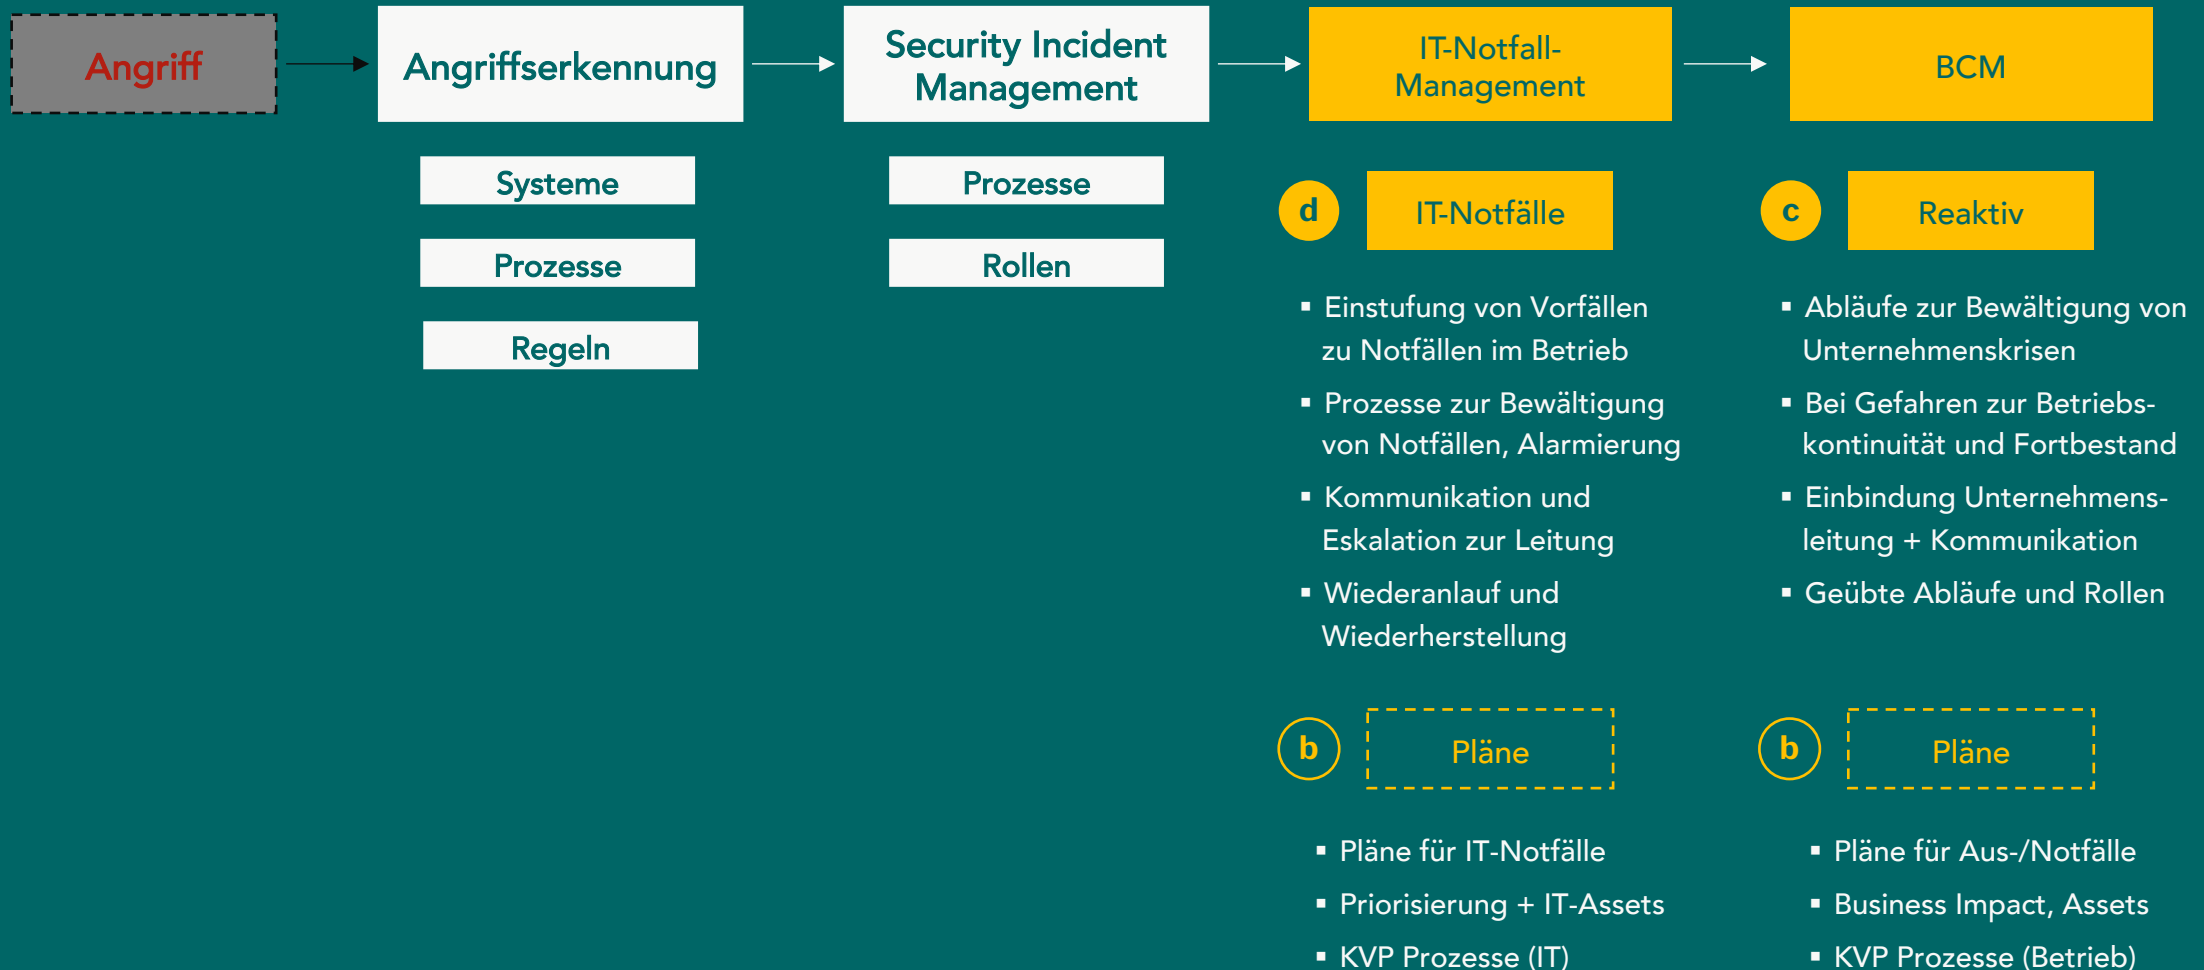 Angriff
Angriffserkennung
Security Incident
Management
IT-Notfall-
Management
BCM
Systeme
Prozesse
Regeln
Prozesse
Rollen
d
IT-Notfälle
▪ Einstufung von Vorfällen
zu Notfällen im Betrieb
▪ Prozesse zur Bewältigung
von Notfällen, Alarmierung
▪ Kommunikation und
Eskalation zur Leitung
▪ Wiederanlauf und
Wiederherstellung
b
Pläne
▪ Pläne für IT-Notfälle
▪ Priorisierung + IT-Assets
▪ KVP Prozesse (IT)
c
Reaktiv
▪ Abläufe zur Bewältigung von
Unternehmenskrisen
▪ Bei Gefahren zur Betriebs-
kontinuität und Fortbestand
▪ Einbindung Unternehmens-
leitung + Kommunikation
▪ Geübte Abläufe und Rollen
b
Pläne
▪ Pläne für Aus-/Notfälle
▪ Business Impact, Assets
▪ KVP Prozesse (Betrieb)